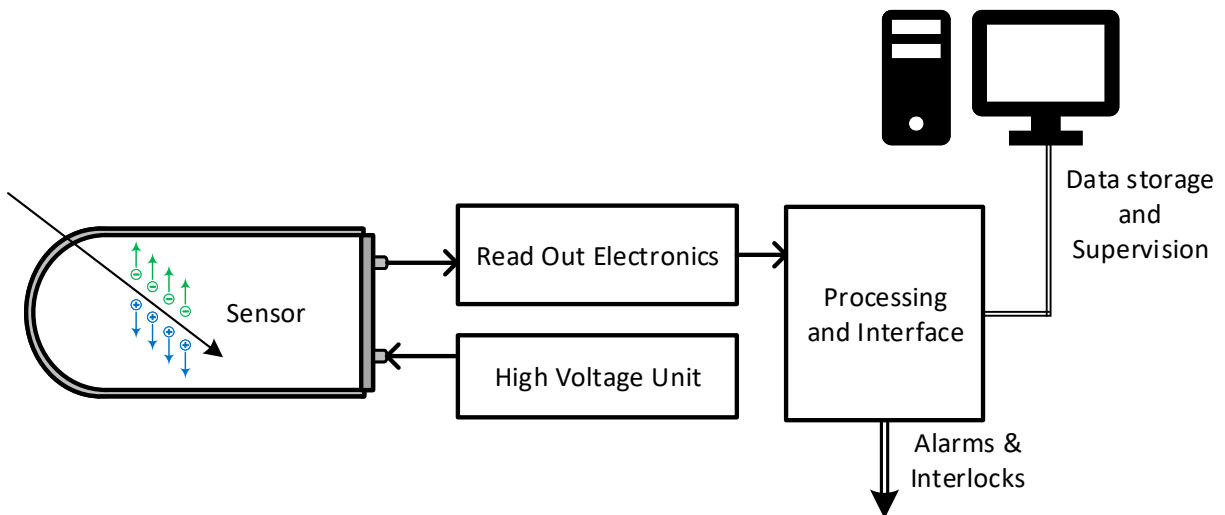 Data storage
and
Supervision
Read Out Electronics
Sensor
Processing
and Interface
High Voltage Unit
Alarms &
Interlocks